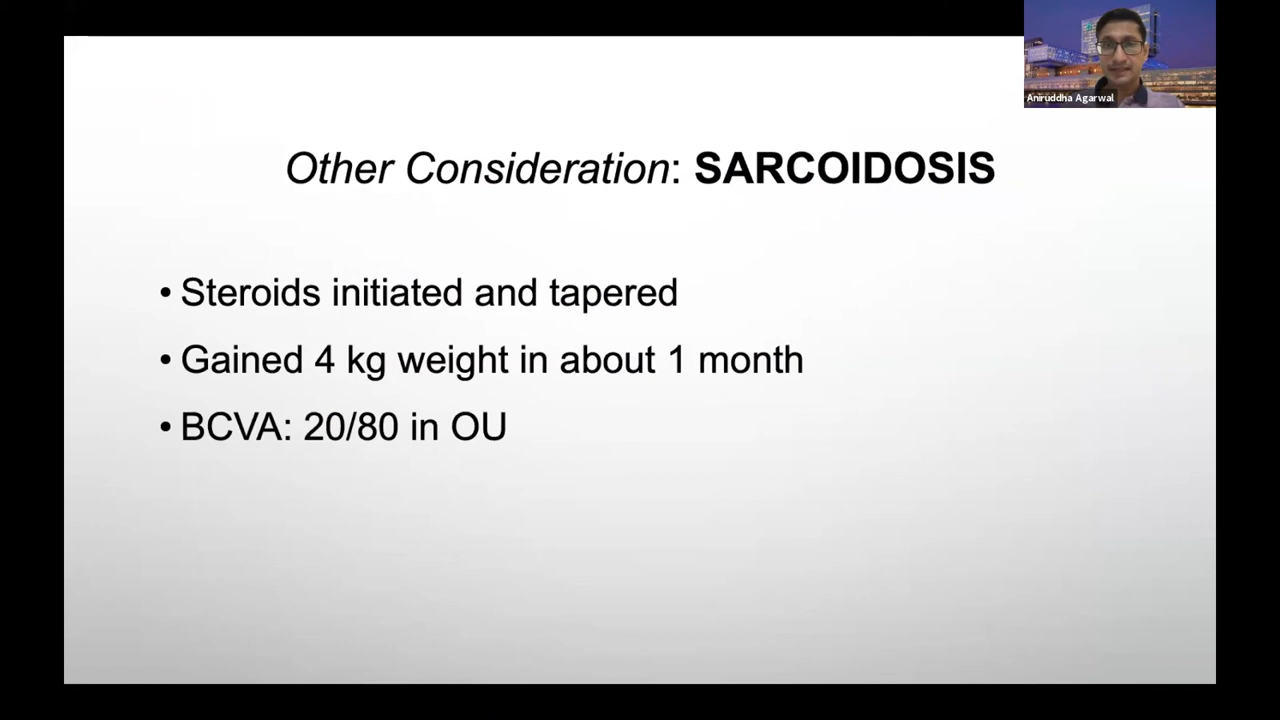 Aniruddha Agarwal
Other Consideration: SARCOIDOSIS
• Steroids initiated and tapered
• Gained 4 kg weight in about 1 month
• BCVA: 20/80 in OU